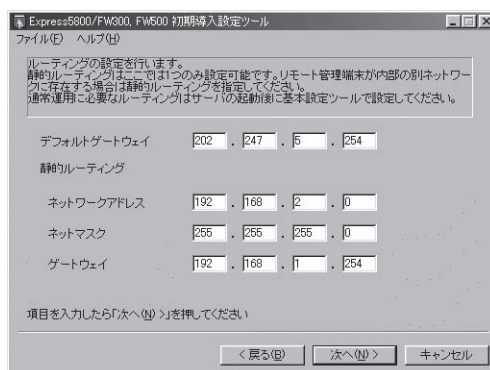 Express5800/FW300, FW500 初期導入設定ツール
ファイル(F) ヘルプ(H)
ルーティングの設定を行います。
静的ルーティングはここでは1つのみ設定可能です。リモート管理端末が内部の別ネットワー
クに存在する場合は静的ルーティングを指定してください。
通常運用に必要なルーティングはサーバの起動後に基本設定ツールで設定してください。
デフォルトゲートウェイ 202 . 247 . 5 . 254
静的ルーティング
ネットワークアドレス 192 . 168 . 2 . 0
ネットマスク 255 . 255 . 255 . 0
ゲートウェイ 192 . 168 . 1 . 254
項目を入力したら「次へ(N) >」を押してください
< 戻る(B) 次へ(N) > キャンセル